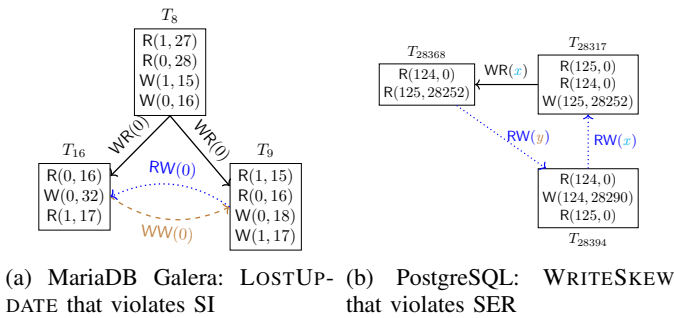 T₈
R(1, 27)
R(0, 28)
W(1, 15)
W(0, 16)
WR(0)
WR(0)
T₁₆
R(0, 16)
W(0, 32)
R(1, 17)
RW(0)
WW(0)
T₉
R(1, 15)
R(0, 16)
W(0, 18)
W(1, 17)
(a) MariaDB Galera: LOSTUP-
DATE that violates SI
T₂₈₃₆₈
R(124, 0)
R(125, 28252)
WR(x)
T₂₈₃₁₇
R(125, 0)
R(124, 0)
W(125, 28252)
RW(y)
RW(x)
R(124, 0)
W(124, 28290)
R(125, 0)
T₂₈₃₉₄
(b) PostgreSQL: WRITESKEW
that violates SER